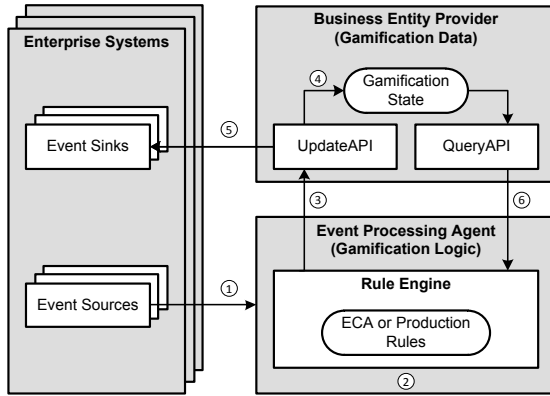 Enterprise Systems
Event Sinks
Event Sources
①
⑤
Business Entity Provider
(Gamification Data)
④
Gamification
State
UpdateAPI
QueryAPI
③
⑥
Event Processing Agent
(Gamification Logic)
Rule Engine
ECA or Production
Rules
②